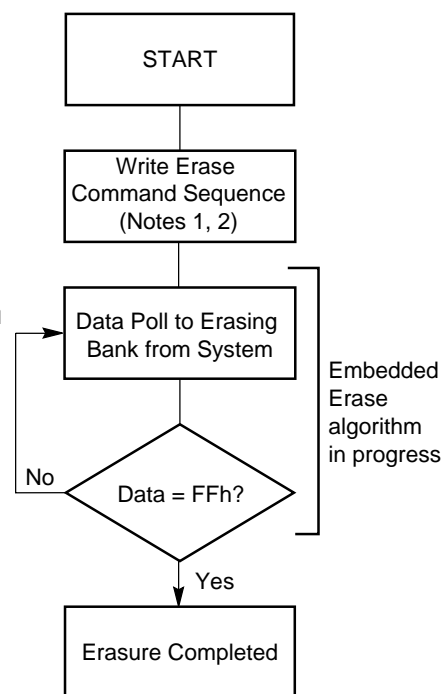 START
Write Erase
Command Sequence
(Notes 1, 2)
Data Poll to Erasing
Bank from System
Embedded
Erase
algorithm
in progress
No
Data = FFh?
Yes
Erasure Completed